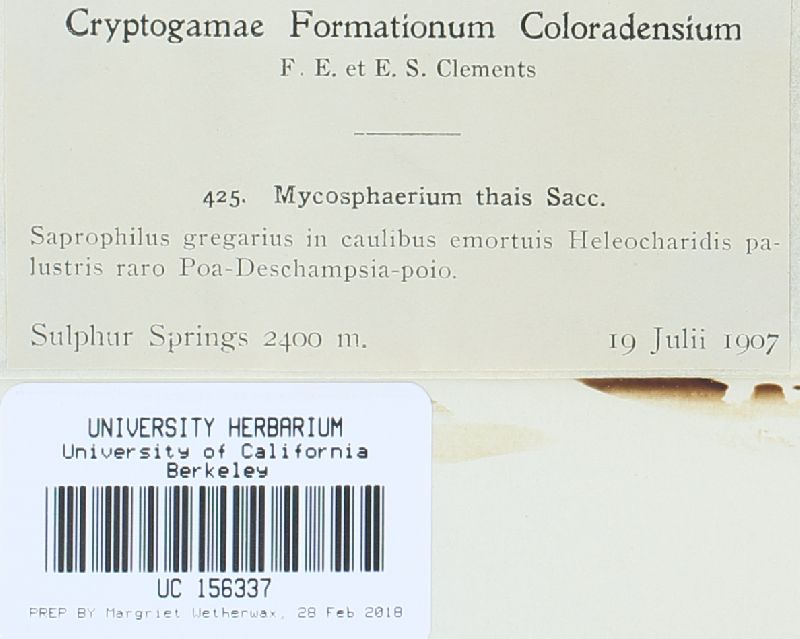 Cryptogamae Formationum Coloradensium
F. E. et E. S. Clements
425. Mycosphaerium thais Sacc.
Saprophilus gregarius in caulibus emortuis Heleocharidis pa-
lustris raro Poa-Deschampsia-poio.
Sulphur Springs 2400 m. 19 Julii 1907
UNIVERSITY HERBARIUM
University of California
Berkeley
UC 156337
PREP BY Margriet Wetherwax, 28 Feb 2018